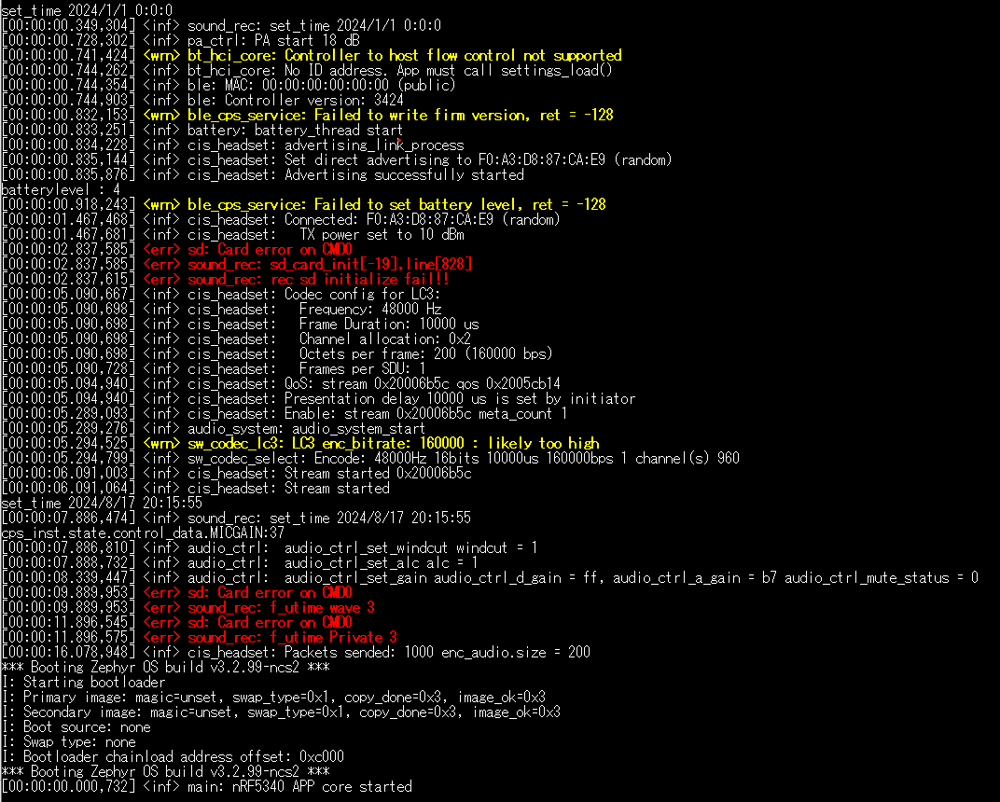 set_time 2024/1/1 0:0:0
[00:00:00.349,304] <inf> sound_rec: set_time 2024/1/1 0:0:0
[00:00:00.728,302] <inf> pa_ctrl: PA start 18 dB
[00:00:00.741,424] <wrn> bt_hci_core: Controller to host flow control not supported
[00:00:00.744,262] <inf> bt_hci_core: No ID address. App must call settings_load()
[00:00:00.744,354] <inf> ble: MAC: 00:00:00:00:00:00 (public)
[00:00:00.744,903] <inf> ble: Controller version: 3424
[00:00:00.832,153] <wrn> ble_cps_service: Failed to write firm version, ret = -128
[00:00:00.833,251] <inf> battery: battery_thread start
[00:00:00.834,228] <inf> cis_headset: advertising_link_process
[00:00:00.835,144] <inf> cis_headset: Set direct advertising to F0:A3:D8:87:CA:E9 (random)
[00:00:00.835,876] <inf> cis_headset: Advertising successfully started
batterylevel : 4
[00:00:00.918,243] <wrn> ble_cps_service: Failed to set battery level, ret = -128
[00:00:01.467,468] <inf> cis_headset: Connected: F0:A3:D8:87:CA:E9 (random)
[00:00:01.467,681] <inf> cis_headset:   TX power set to 10 dBm
[00:00:02.837,585] <err> sd: Card error on CMD0
[00:00:02.837,585] <err> sound_rec: sd_card_init[-19],line[828]
[00:00:02.837,615] <err> sound_rec: rec sd initialize fail!!
[00:00:05.090,667] <inf> cis_headset: Codec config for LC3:
[00:00:05.090,698] <inf> cis_headset:   Frequency: 48000 Hz
[00:00:05.090,698] <inf> cis_headset:   Frame Duration: 10000 us
[00:00:05.090,698] <inf> cis_headset:   Channel allocation: 0x2
[00:00:05.090,698] <inf> cis_headset:   Octets per frame: 200 (160000 bps)
[00:00:05.090,728] <inf> cis_headset:   Frames per SDU: 1
[00:00:05.094,940] <inf> cis_headset: QoS: stream 0x20006b5c qos 0x2005cb14
[00:00:05.094,940] <inf> cis_headset: Presentation delay 10000 us is set by initiator
[00:00:05.289,093] <inf> cis_headset: Enable: stream 0x20006b5c meta_count 1
[00:00:05.289,276] <inf> audio_system: audio_system_start
[00:00:05.294,525] <wrn> sw_codec_lc3: LC3 enc_bitrate: 160000 : likely too high
[00:00:05.294,799] <inf> sw_codec_select: Encode: 48000Hz 16bits 10000us 160000bps 1 channel(s) 960
[00:00:06.091,003] <inf> cis_headset: Stream started 0x20006b5c
[00:00:06.091,064] <inf> cis_headset: Stream started
set_time 2024/8/17 20:15:55
[00:00:07.886,474] <inf> sound_rec: set_time 2024/8/17 20:15:55
cps_inst.state.control_data.MICGAIN:37
[00:00:07.886,810] <inf> audio_ctrl:  audio_ctrl_set_windcut windcut = 1
[00:00:07.888,732] <inf> audio_ctrl:  audio_ctrl_set_alc alc = 1
[00:00:08.339,447] <inf> audio_ctrl:  audio_ctrl_set_gain audio_ctrl_d_gain = ff, audio_ctrl_a_gain = b7 audio_ctrl_mute_status = 0
[00:00:09.889,953] <err> sd: Card error on CMD0
[00:00:09.889,953] <err> sound_rec: f_utime wave 3
[00:00:11.896,545] <err> sd: Card error on CMD0
[00:00:11.896,575] <err> sound_rec: f_utime Private 3
[00:00:16.078,948] <inf> cis_headset: Packets sended: 1000 enc_audio.size = 200
*** Booting Zephyr OS build v3.2.99-ncs2 ***
I: Starting bootloader
I: Primary image: magic=unset, swap_type=0x1, copy_done=0x3, image_ok=0x3
I: Secondary image: magic=unset, swap_type=0x1, copy_done=0x3, image_ok=0x3
I: Boot source: none
I: Swap type: none
I: Bootloader chainload address offset: 0xc000
*** Booting Zephyr OS build v3.2.99-ncs2 ***
[00:00:00.000,732] <inf> main: nRF5340 APP core started